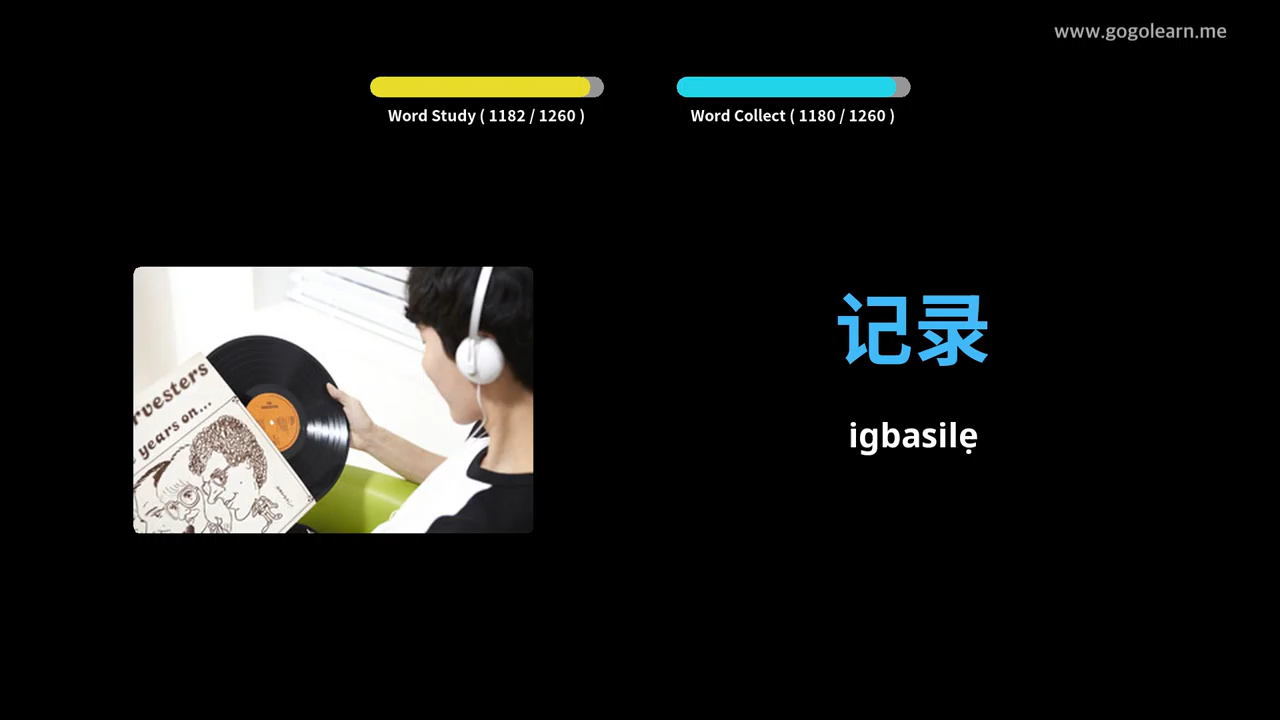 www.gogolearn.me
Word Study ( 1182 / 1260 )
Word Collect ( 1180 / 1260 )
记录
igbasilẹ
rvesters
years on...